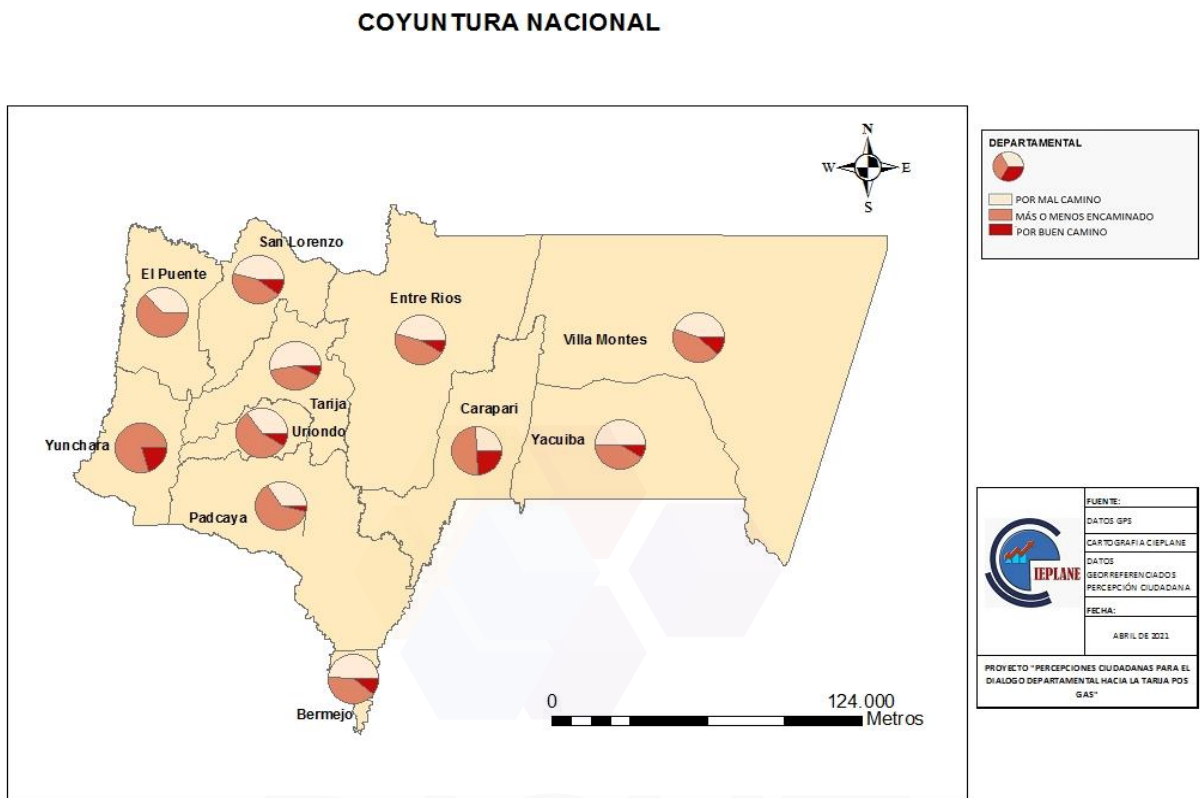 COYUNTURA NACIONAL
N
W
E
S
San Lorenzo
El Puente
Entre Rios
Villa Montes
Tarija
Carapari
Uriondo
Yunchara
Yacuiba
Padcaya
Bermejo
0
124.000
Metros
DEPARTAMENTAL
POR MAL CAMINO
MÁS O MENOS ENCAMINADO
POR BUEN CAMINO
IEPLANE
FUENTE:
DATOS GPS
CARTOGRAFIA CIEPLANE
DATOS
GEORREFERENCIADOS
PERCEPCIÓN CIUDADANA
FECHA:
ABRIL DE 2021
PROYECTO "PERCEPCIONES CIUDADANAS PARA EL
DIALOGO DEPARTAMENTAL HACIA LA TARIJA POS
GAS"